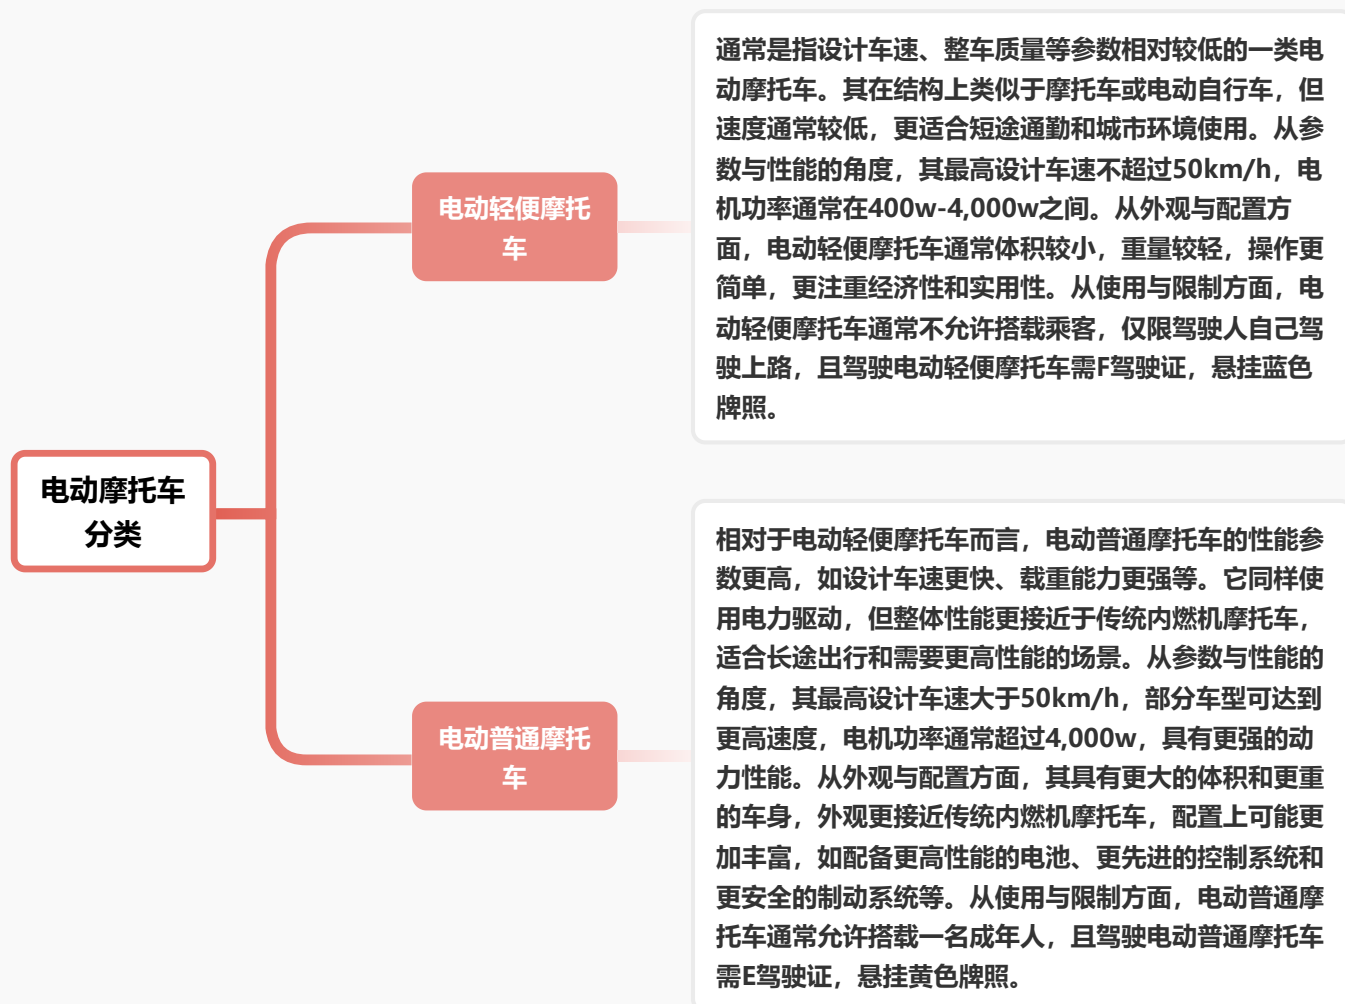 电动摩托车
分类
电动轻便摩托
车
通常是指设计车速、整车质量等参数相对较低的一类电
动摩托车。其在结构上类似于摩托车或电动自行车，但
速度通常较低，更适合短途通勤和城市环境使用。从参
数与性能的角度，其最高设计车速不超过50km/h，电
机功率通常在400w-4,000w之间。从外观与配置方
面，电动轻便摩托车通常体积较小，重量较轻，操作更
简单，更注重经济性和实用性。从使用与限制方面，电
动轻便摩托车通常不允许搭载乘客，仅限驾驶人自己驾
驶上路，且驾驶电动轻便摩托车需F驾驶证，悬挂蓝色
牌照。
电动普通摩托
车
相对于电动轻便摩托车而言，电动普通摩托车的性能参
数更高，如设计车速更快、载重能力更强等。它同样使
用电力驱动，但整体性能更接近于传统内燃机摩托车，
适合长途出行和需要更高性能的场景。从参数与性能的
角度，其最高设计车速大于50km/h，部分车型可达到
更高速度，电机功率通常超过4,000w，具有更强的动
力性能。从外观与配置方面，其具有更大的体积和更重
的车身，外观更接近传统内燃机摩托车，配置上可能更
加丰富，如配备更高性能的电池、更先进的控制系统和
更安全的制动系统等。从使用与限制方面，电动普通摩
托车通常允许搭载一名成年人，且驾驶电动普通摩托车
需E驾驶证，悬挂黄色牌照。